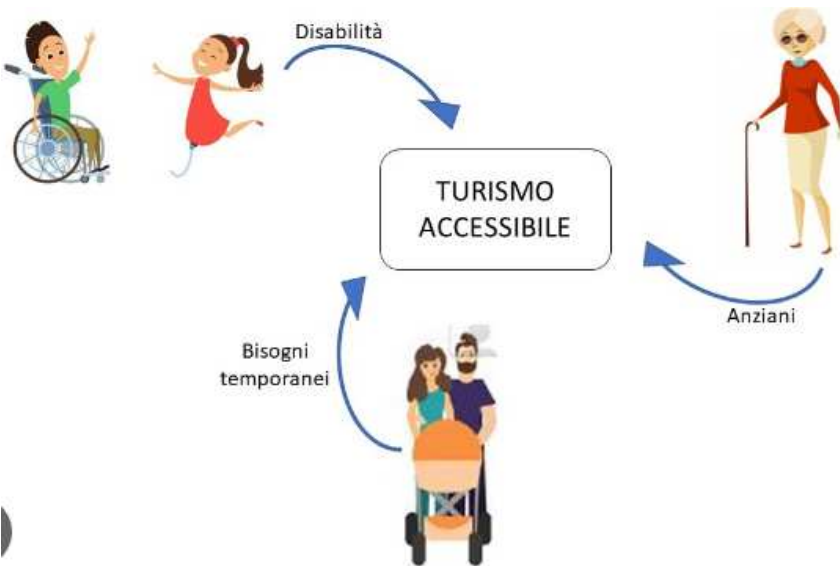 Disabilità
TURISMO
ACCESSIBILE
Anziani
Bisogni
temporanei